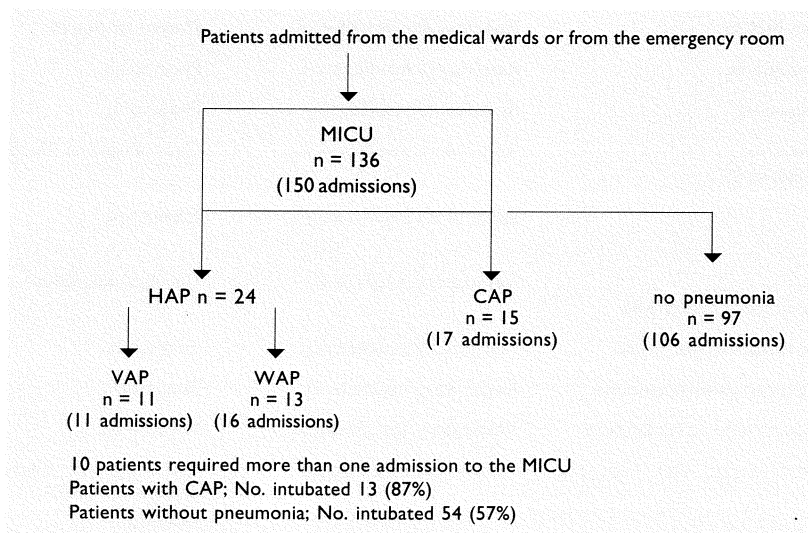 Patients admitted from the medical wards or from the emergency room
MICU
n = 136
(150 admissions)
HAP n = 24
CAP
n = 15
(17 admissions)
no pneumonia
n = 97
(106 admissions)
VAP
n = 11
(11 admissions)
WAP
n = 13
(16 admissions)
10 patients required more than one admission to the MICU
Patients with CAP; No. intubated 13 (87%)
Patients without pneumonia; No. intubated 54 (57%)